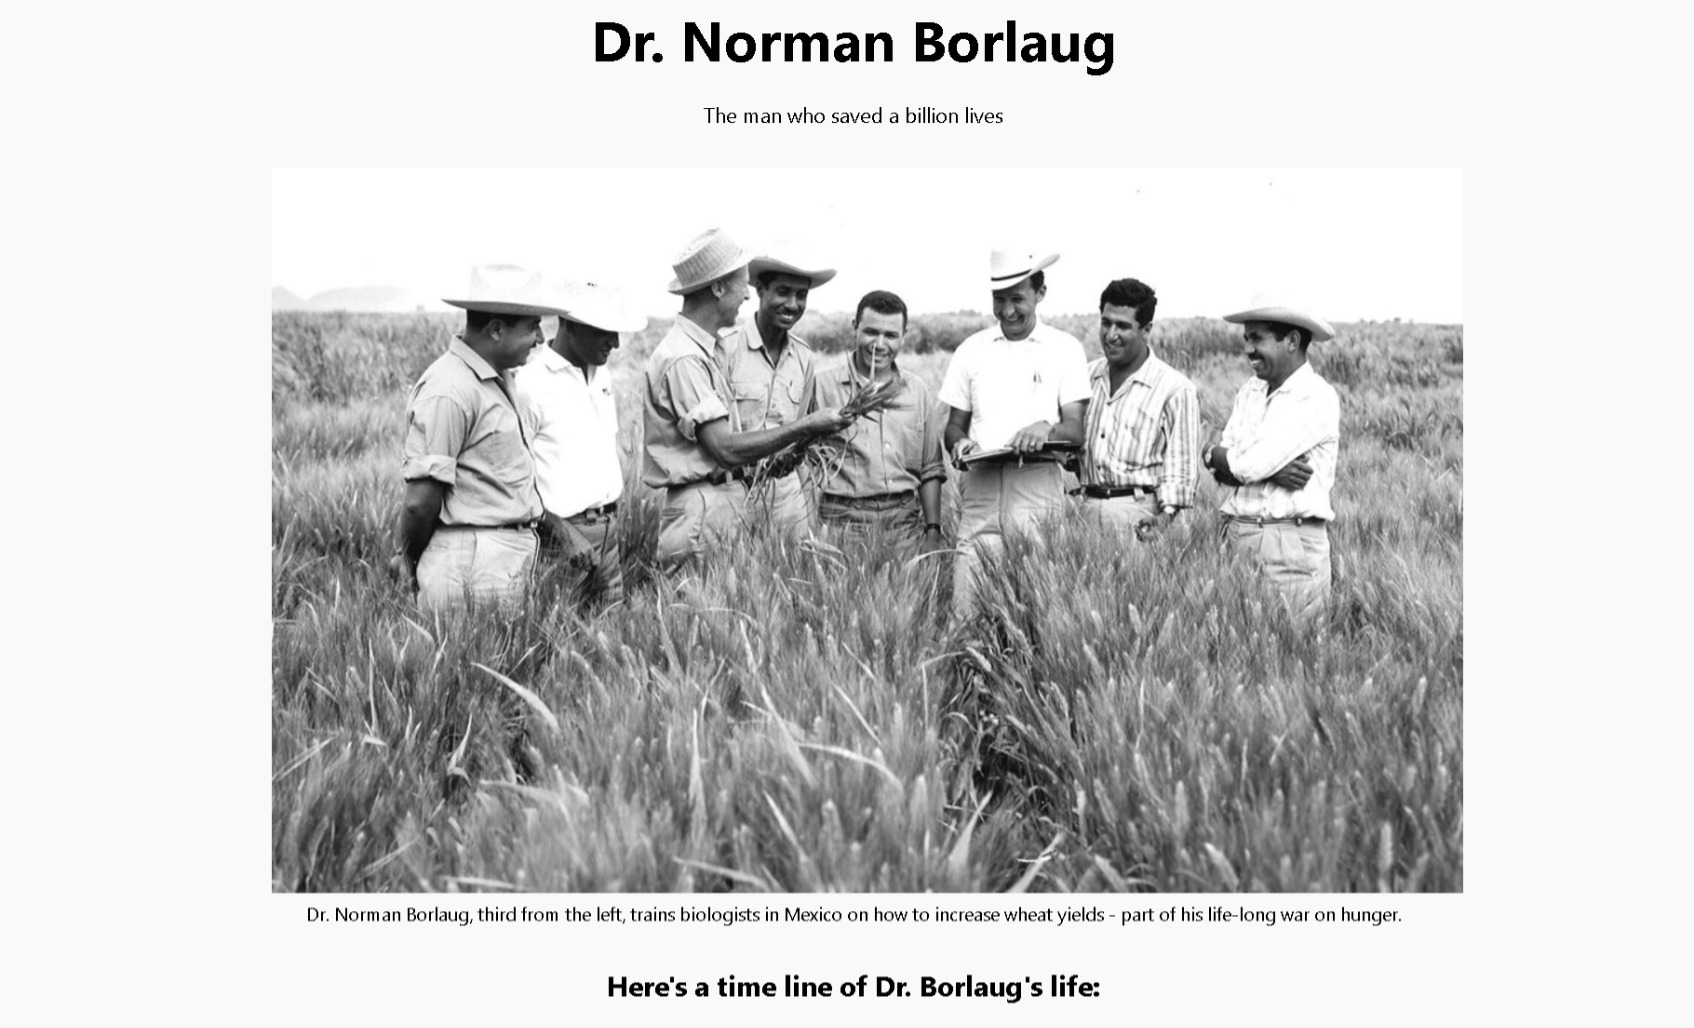 Dr. Norman Borlaug
The man who saved a billion lives
Dr. Norman Borlaug, third from the left, trains biologists in Mexico on how to increase wheat yields - part of his life-long war on hunger.
Here's a time line of Dr. Borlaug's life: